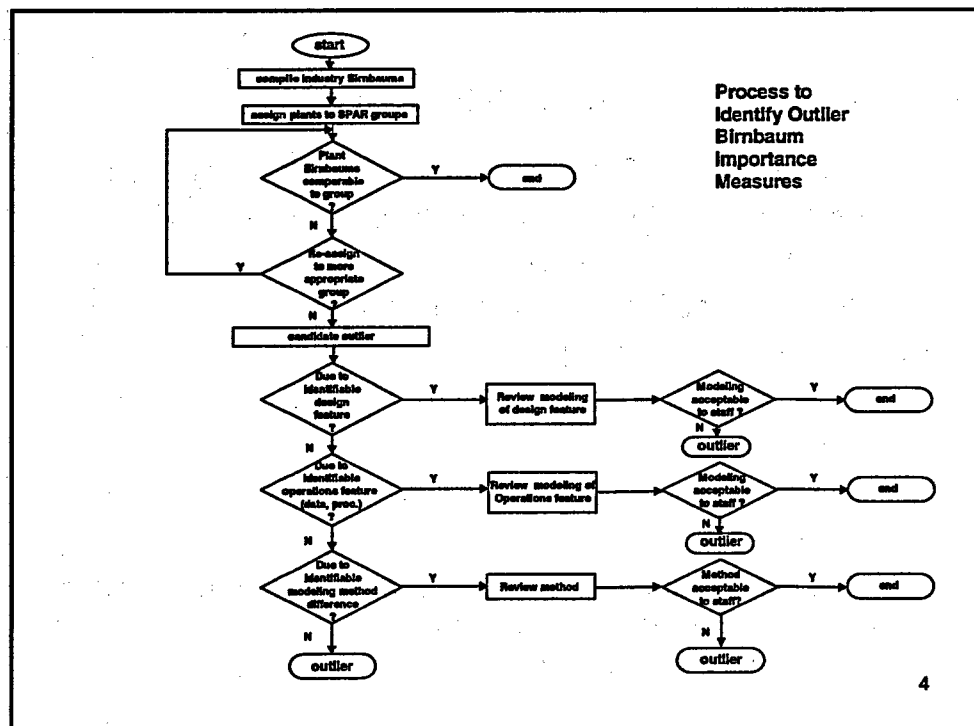 start
compile industry Birnbaums
assign plants to SPAR groups
Process to
Identify Outlier
Birnbaum
Importance
Measures
Plant
Birnbaums
comparable
to group
?
Y
end
N
Re-assign
to more
appropriate
group
?
Y
N
candidate outlier
Due to
identifiable
design
feature
?
Y
Review modeling
of design feature
Modeling
acceptable
to staff ?
Y
end
N
outlier
N
Due to
identifiable
operations feature
(data, proc.)
?
Y
Review modeling of
Operations feature
Modeling
acceptable
to staff ?
Y
end
N
outlier
N
Due to
identifiable
modeling method
difference
?
Y
Review method
Method
acceptable
to staff?
Y
end
N
outlier
N
outlier
4